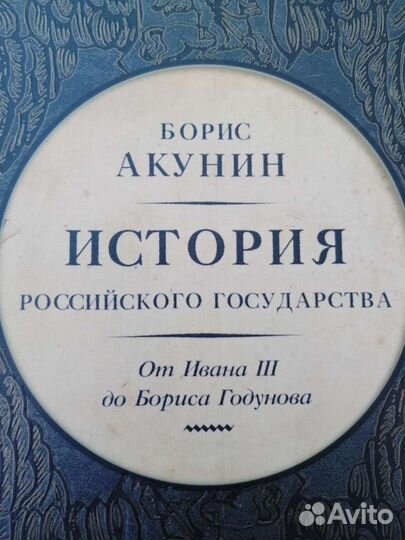 БОРИС
АКУНИН
ИСТОРИЯ
РОССИЙСКОГО ГОСУДАРСТВА
От Ивана III
до Бориса Годунова
Avito